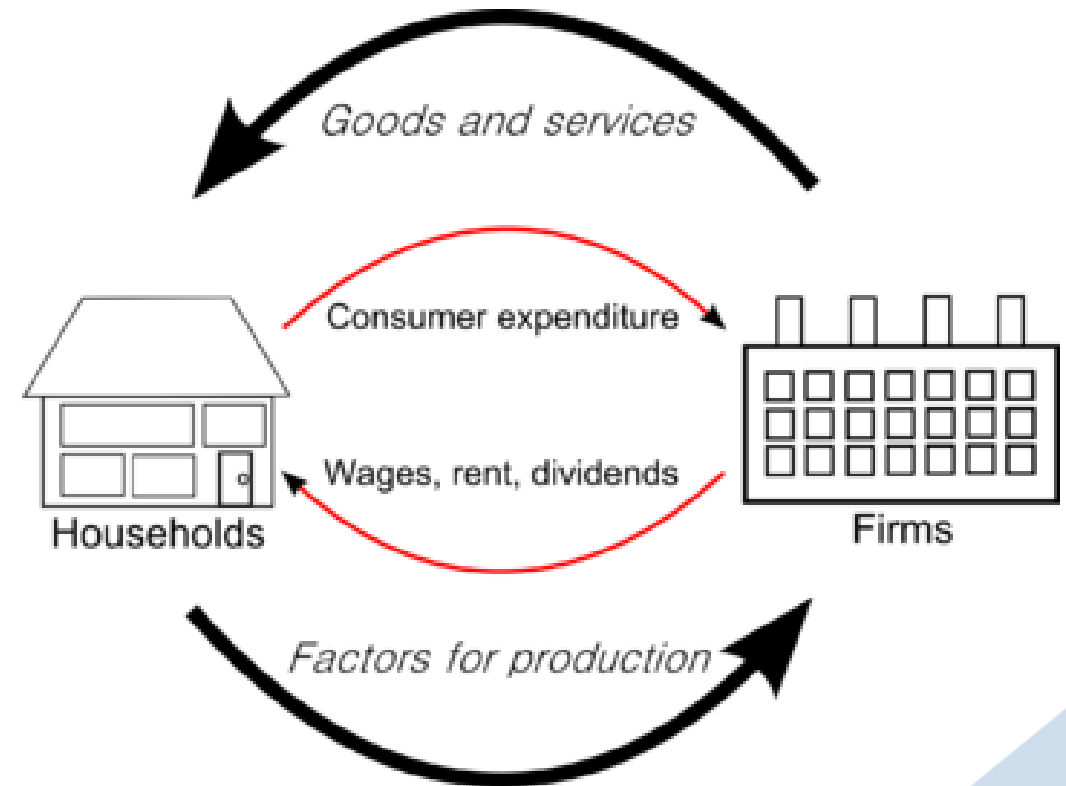 Goods and services
Consumer expenditure
Wages, rent, dividends
Households
Firms
Factors for production